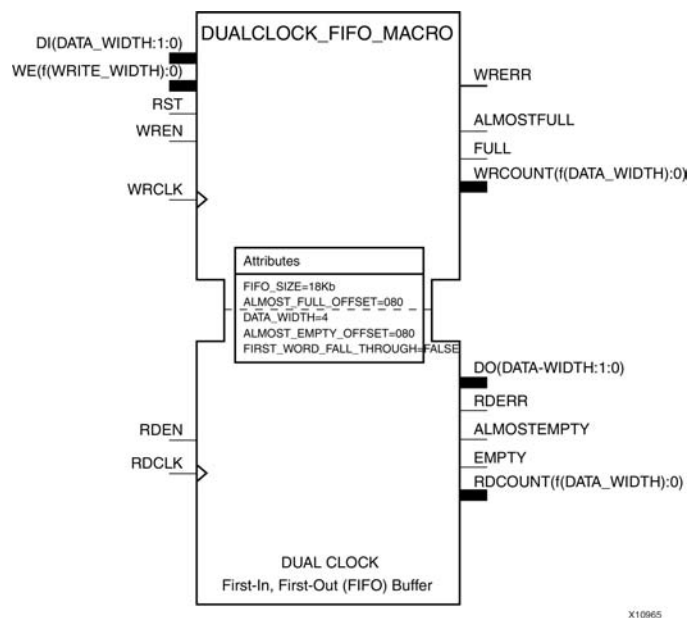 DUALCLOCK_FIFO_MACRO
DI(DATA_WIDTH:1:0)
WE(f(WRITE_WIDTH):0)
RST
WREN
WRCLK
WRERR
ALMOSTFULL
FULL
WRCOUNT(f(DATA_WIDTH):0)
Attributes
FIFO_SIZE=18Kb
ALMOST_FULL_OFFSET=080
DATA_WIDTH=4
ALMOST_EMPTY_OFFSET=080
FIRST_WORD_FALL_THROUGH=FALSE
RDEN
RDCLK
DO(DATA-WIDTH:1:0)
RDERR
ALMOSTEMPTY
EMPTY
RDCOUNT(f(DATA_WIDTH):0)
DUAL CLOCK
First-In, First-Out (FIFO) Buffer
X10965